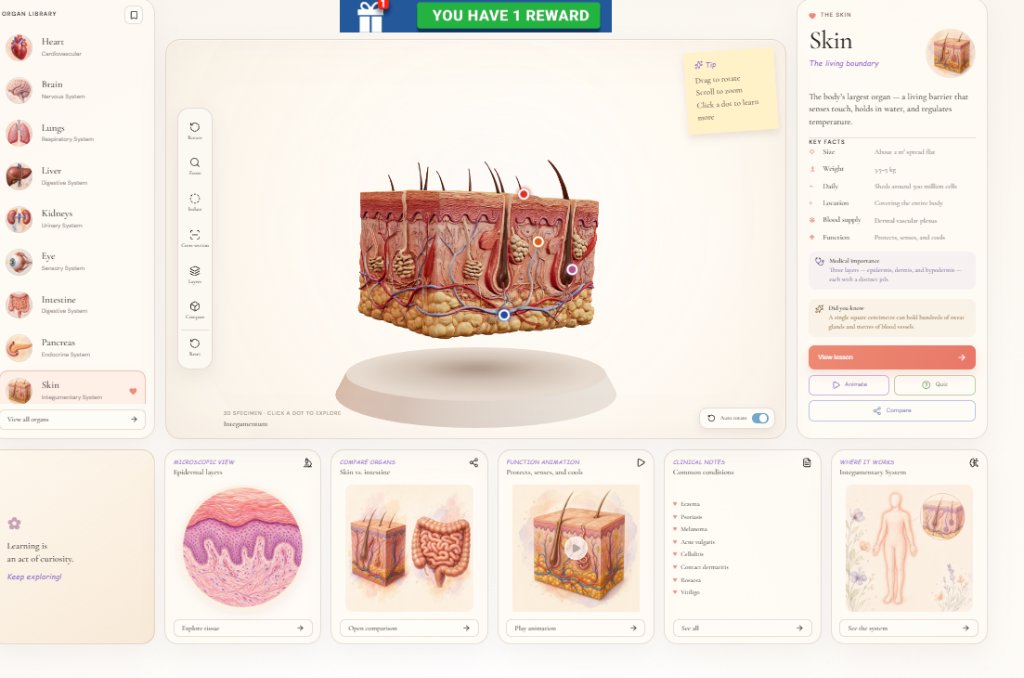 ORGAN LIBRARY
Heart
Cardiovascular
Brain
Nervous System
Lungs
Respiratory System
Liver
Digestive System
Kidneys
Urinary System
Eye
Sensory System
Intestine
Digestive System
Pancreas
Endocrine System
Skin
Integumentary System
View all organs
1
YOU HAVE 1 REWARD
Tip
Drag to rotate
Scroll to zoom
Click a dot to learn
more
Rotate
Zoom
Isolate
Cross-section
Layers
Compare
Reset
3D SPECIMEN · CLICK A DOT TO EXPLORE
Integumentum
Auto rotate
THE SKIN
Skin
The living boundary
The body's largest organ — a living barrier that
senses touch, holds in water, and regulates
temperature.
KEY FACTS
Size About 2 m² spread flat
Weight 3.5–5 kg
Daily Sheds around 500 million cells
Location Covering the entire body
Blood supply Dermal vascular plexus
Function Protects, senses, and cools
Medical importance
Three layers — epidermis, dermis, and hypodermis —
each with a distinct job.
Did you know
A single square centimeter can hold hundreds of sweat
glands and metres of blood vessels.
View lesson
Animate
Quiz
Compare
Learning is
an act of curiosity.
Keep exploring!
MICROSCOPIC VIEW
Epidermal layers
Explore tissue
COMPARE ORGANS
Skin vs. intestine
Open comparison
FUNCTION ANIMATION
Protects, senses, and cools
Play animation
CLINICAL NOTES
Common conditions
Eczema
Psoriasis
Melanoma
Acne vulgaris
Cellulitis
Contact dermatitis
Rosacea
Vitiligo
See all
WHERE IT WORKS
Integumentary System
See the system